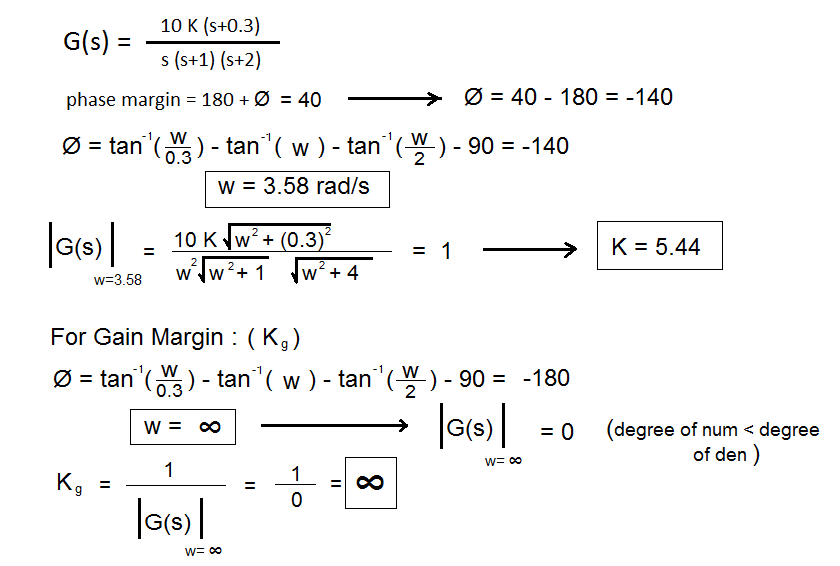 G(s) = 10 K (s+0.3) / s (s+1) (s+2)
phase margin = 180 + Ø = 40 ⟶ Ø = 40 - 180 = -140
Ø = tan⁻¹(w/0.3) - tan⁻¹( w ) - tan⁻¹(w/2) - 90 = -140
w = 3.58 rad/s
|G(s)| w=3.58 = 10 K √(w² + (0.3)²) / w² √(w² + 1) √(w² + 4) = 1 ⟶ K = 5.44
For Gain Margin : ( Kg )
Ø = tan⁻¹(w/0.3) - tan⁻¹( w ) - tan⁻¹(w/2) - 90 = -180
w = ∞ ⟶ |G(s)| w= ∞ = 0 (degree of num < degree
of den )
Kg = 1 / |G(s)| w= ∞ = 1/0 = ∞